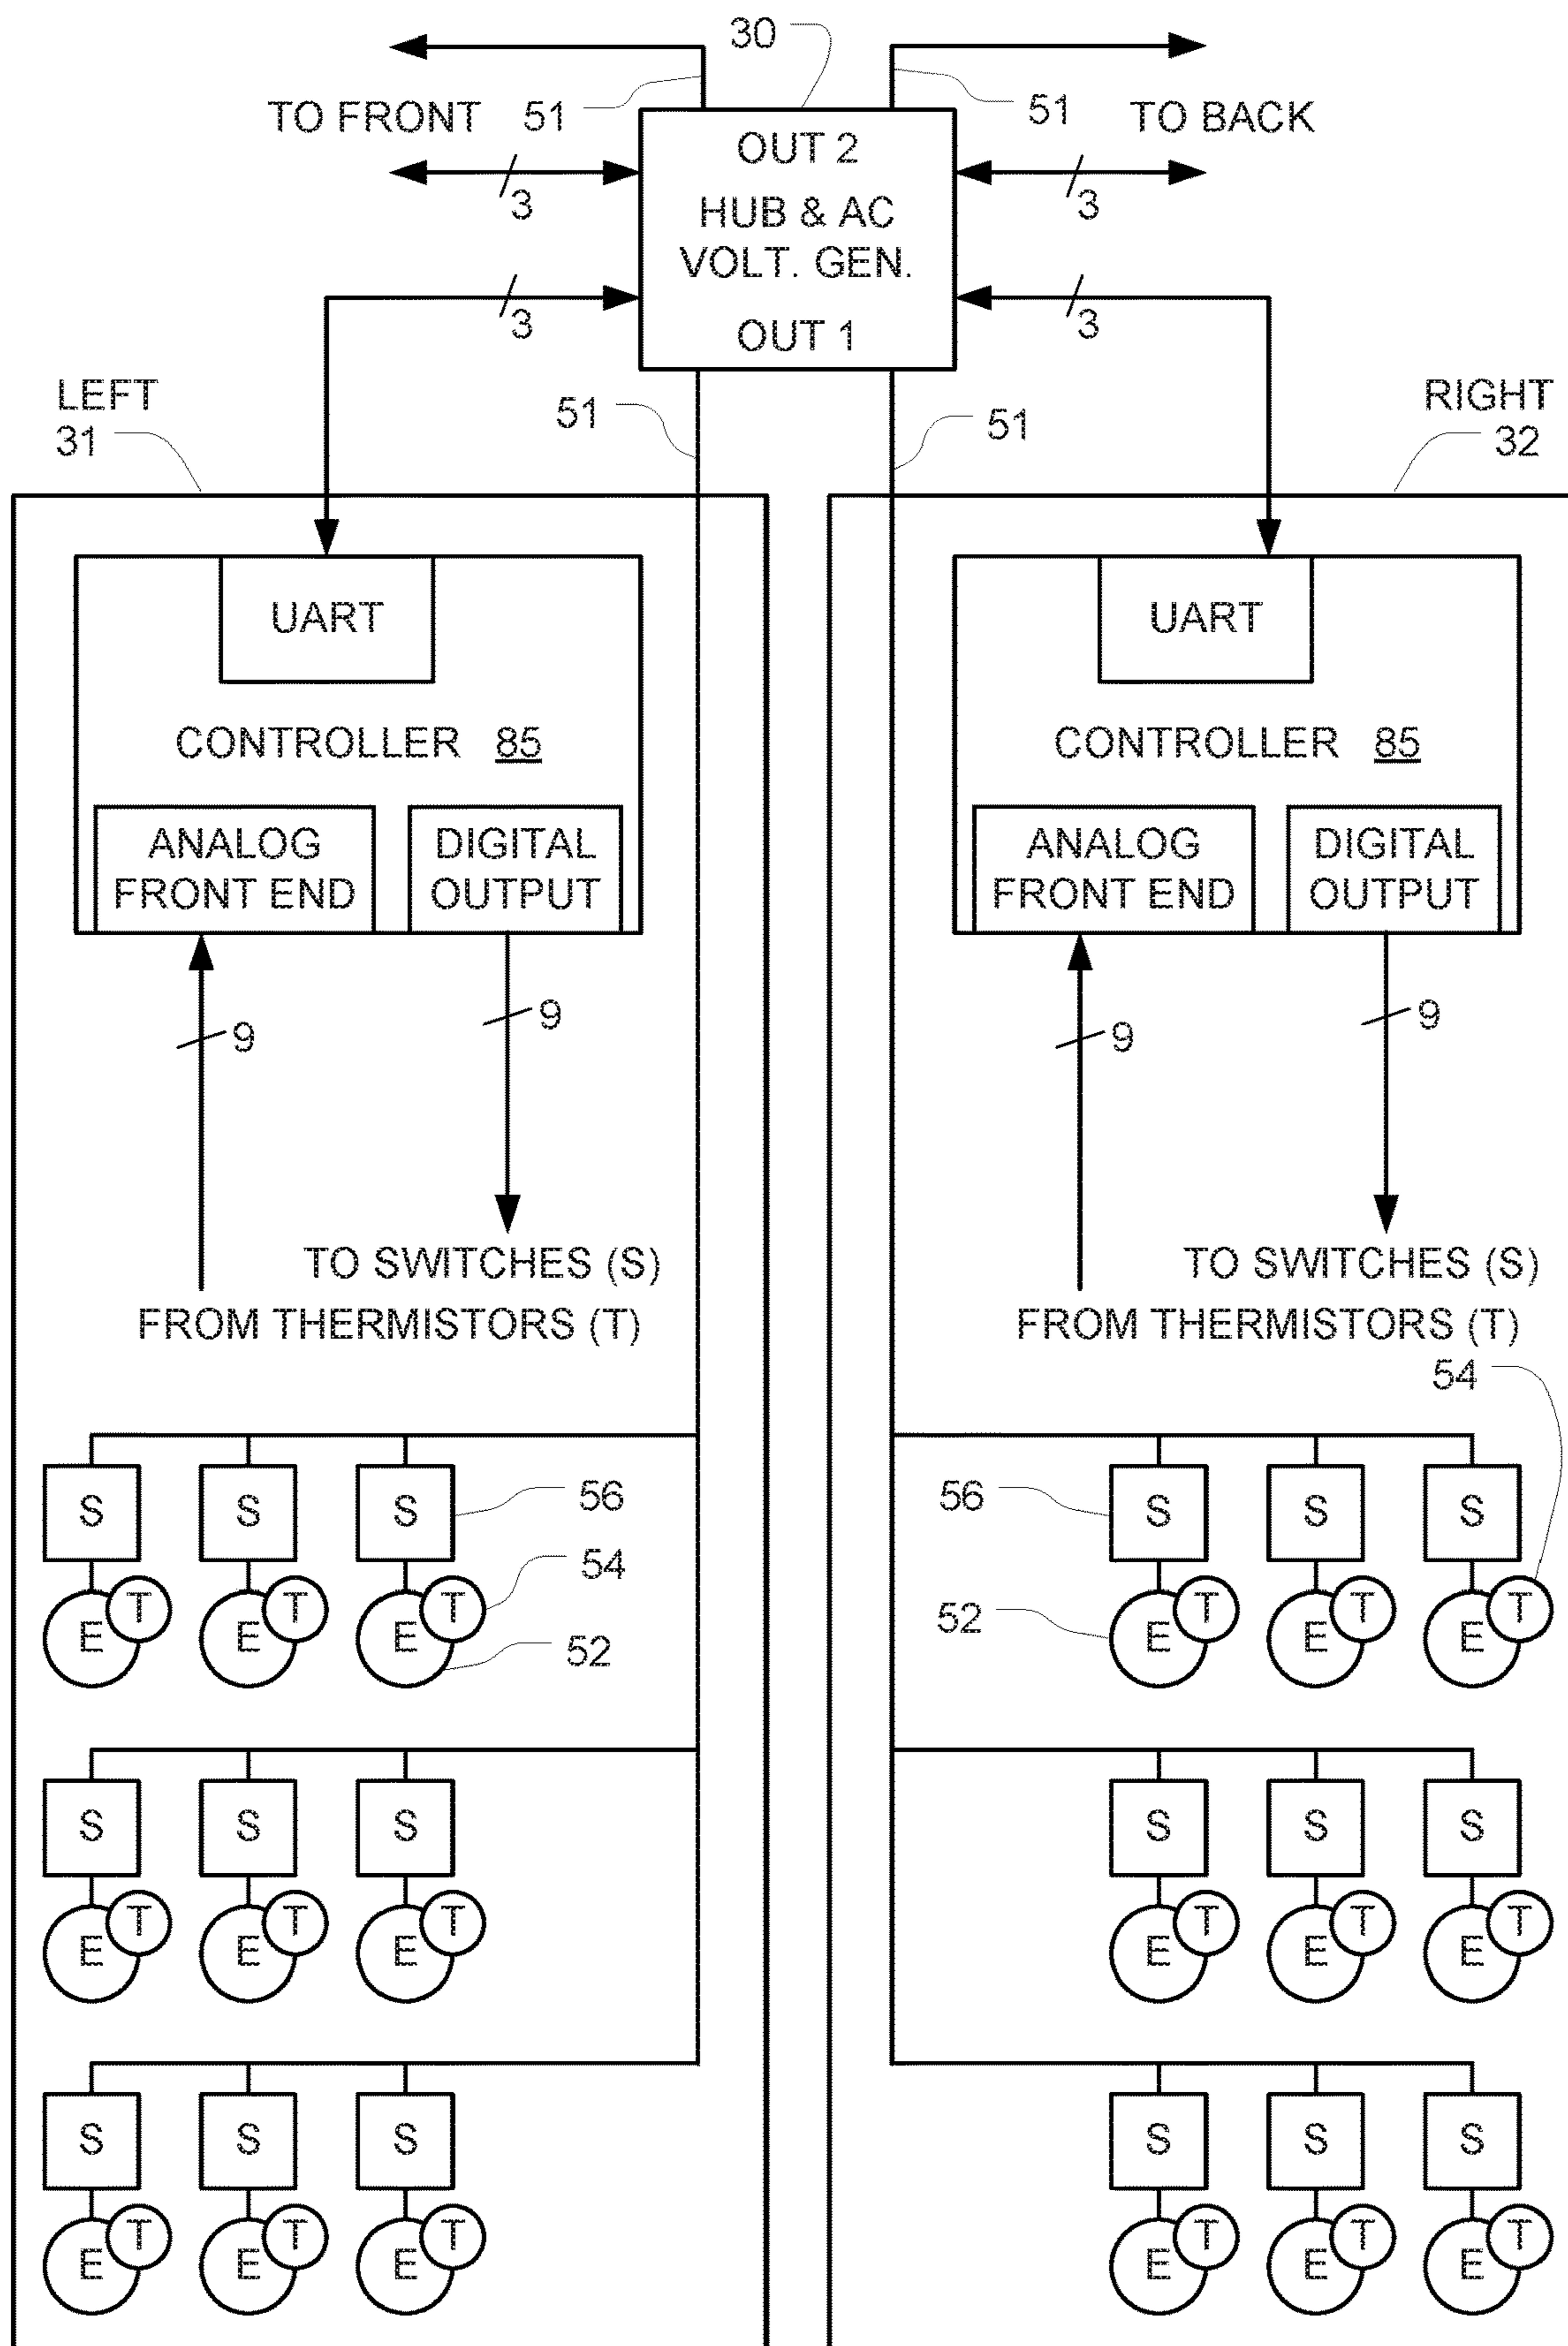 30
TO FRONT 51 51 TO BACK
OUT 2
3 3
HUB & AC
VOLT. GEN.
3 3
OUT 1
LEFT RIGHT
31 51 51 32
UART UART
CONTROLLER 85 CONTROLLER 85
ANALOG DIGITAL ANALOG DIGITAL
FRONT END OUTPUT FRONT END OUTPUT
9 9 9 9
TO SWITCHES (S) TO SWITCHES (S)
FROM THERMISTORS (T) FROM THERMISTORS (T)
54
S S S 56 56 S S S
54
T T T T T T
E E E 52 52 E E E
S S S S S S
T T T T T T
E E E E E E
S S S S S S
T T T T T T
E E E E E E